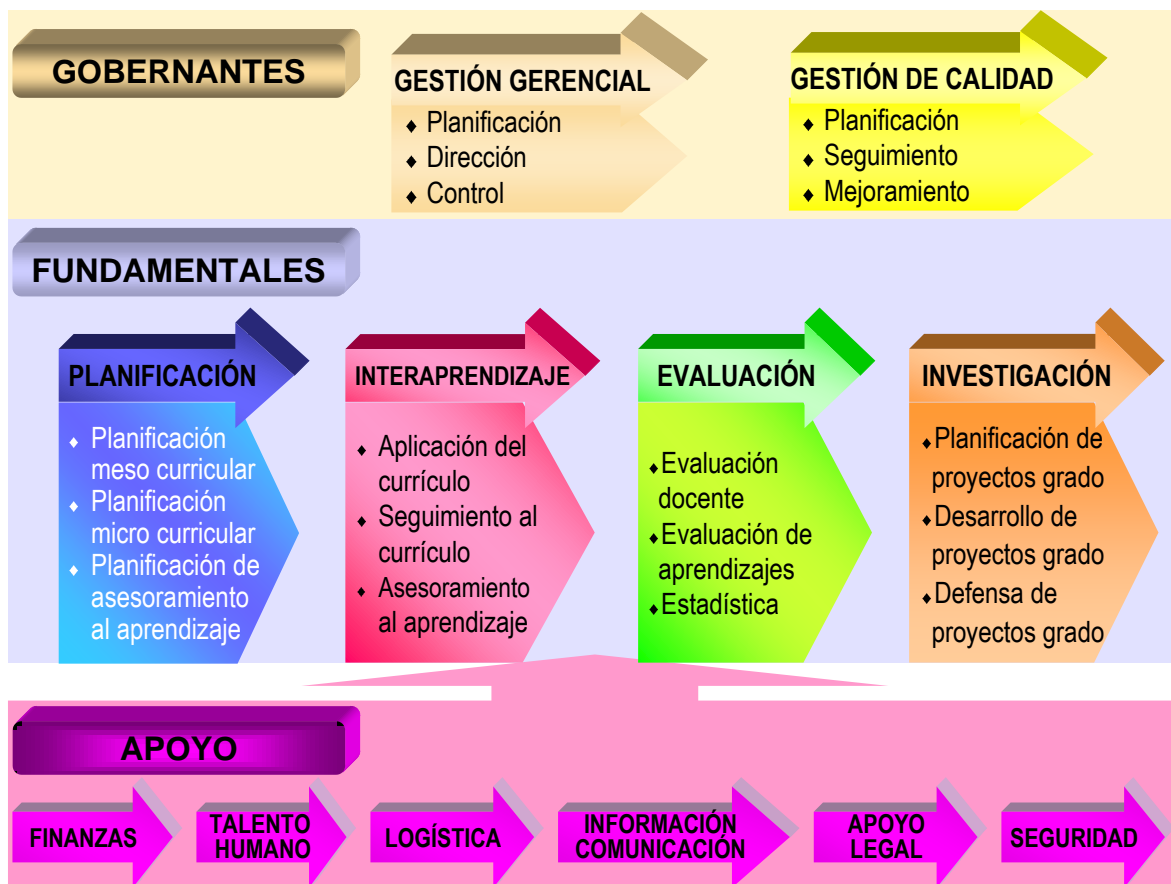 GOBERNANTES
GESTIÓN GERENCIAL
♦ Planificación
♦ Dirección
♦ Control
GESTIÓN DE CALIDAD
♦ Planificación
♦ Seguimiento
♦ Mejoramiento
FUNDAMENTALES
PLANIFICACIÓN
♦ Planificación
meso curricular
♦ Planificación
micro curricular
♦ Planificación de
asesoramiento
al aprendizaje
INTERAPRENDIZAJE
♦ Aplicación del
currículo
♦ Seguimiento al
currículo
♦ Asesoramiento
al aprendizaje
EVALUACIÓN
♦Evaluación
docente
♦Evaluación de
aprendizajes
♦Estadística
INVESTIGACIÓN
♦Planificación de
proyectos grado
♦Desarrollo de
proyectos grado
♦Defensa de
proyectos grado
APOYO
FINANZAS
TALENTO
HUMANO
LOGÍSTICA
INFORMACIÓN
COMUNICACIÓN
APOYO
LEGAL
SEGURIDAD